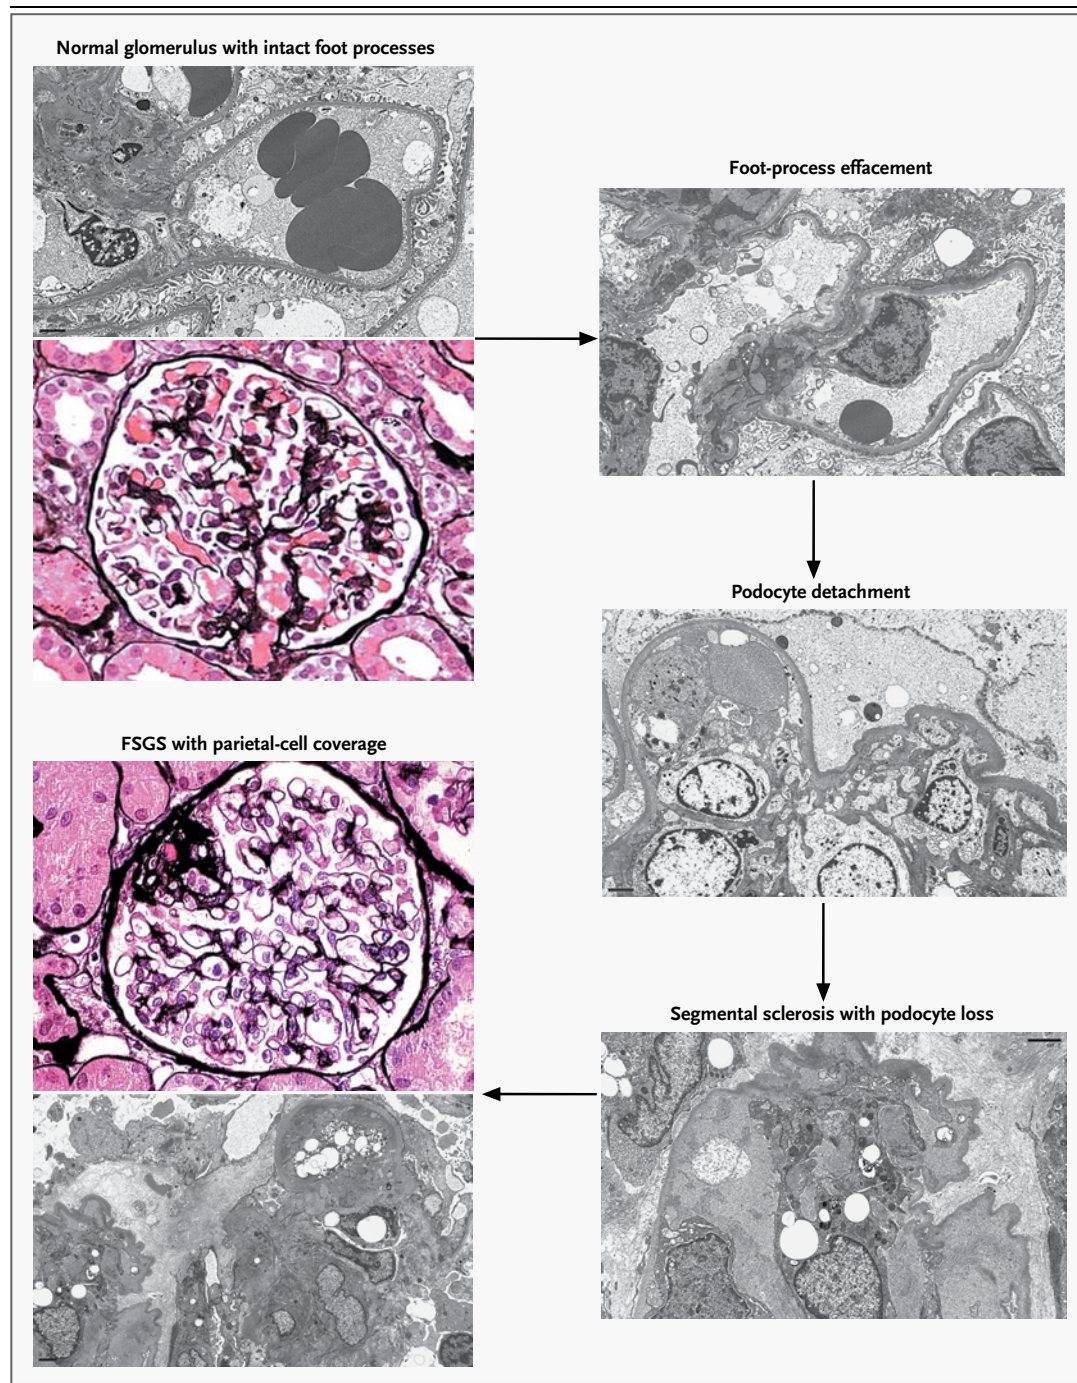 Normal glomerulus with intact foot processes
Foot-process effacement
Podocyte detachment
Segmental sclerosis with podocyte loss
FSGS with parietal-cell coverage